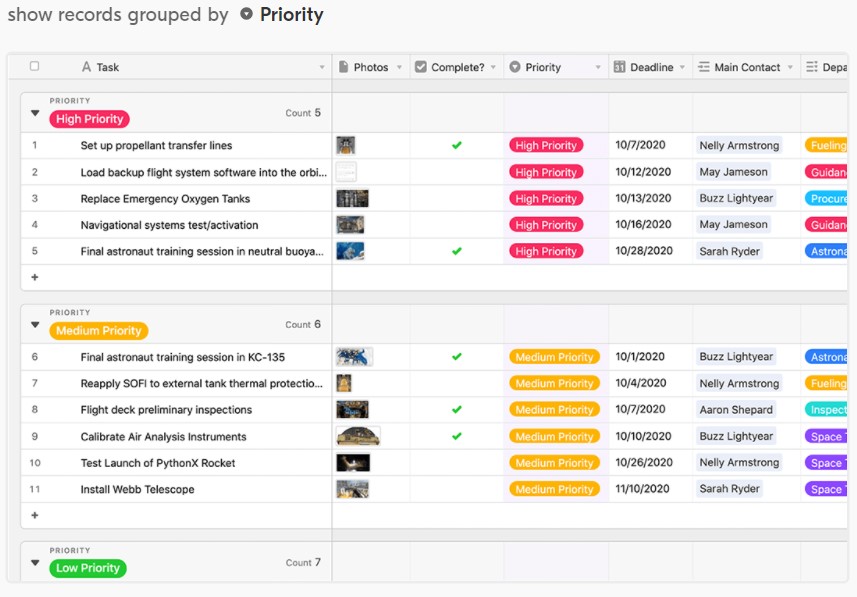 show records grouped by Priority
Task Photos Complete? Priority Deadline Main Contact Depa
PRIORITY
High Priority Count 5
1 Set up propellant transfer lines High Priority 10/7/2020 Nelly Armstrong Fueling
2 Load backup flight system software into the orbi... High Priority 10/12/2020 May Jameson Guidan
3 Replace Emergency Oxygen Tanks High Priority 10/13/2020 Buzz Lightyear Procure
4 Navigational systems test/activation High Priority 10/16/2020 May Jameson Guidan
5 Final astronaut training session in neutral buoya... High Priority 10/28/2020 Sarah Ryder Astrona
+
PRIORITY
Medium Priority Count 6
6 Final astronaut training session in KC-135 Medium Priority 10/1/2020 Buzz Lightyear Astrona
7 Reapply SOFI to external tank thermal protectio... Medium Priority 10/4/2020 Nelly Armstrong Fueling
8 Flight deck preliminary inspections Medium Priority 10/7/2020 Aaron Shepard Inspect
9 Calibrate Air Analysis Instruments Medium Priority 10/10/2020 Buzz Lightyear Space T
10 Test Launch of PythonX Rocket Medium Priority 10/26/2020 Nelly Armstrong Space T
11 Install Webb Telescope Medium Priority 11/10/2020 Sarah Ryder Space T
+
PRIORITY
Low Priority Count 7